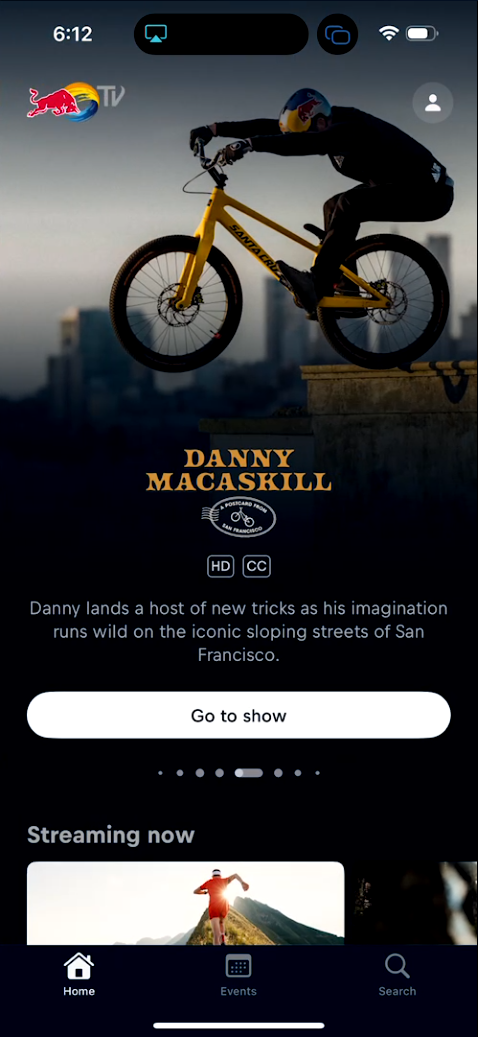 6:12
TV
SANTA CRUZ
DANNY
MACASKILL
A POSTCARD FROM
SAN FRANCISCO
HD CC
Danny lands a host of new tricks as his imagination
runs wild on the iconic sloping streets of San
Francisco.
Go to show
Streaming now
Home Events Search